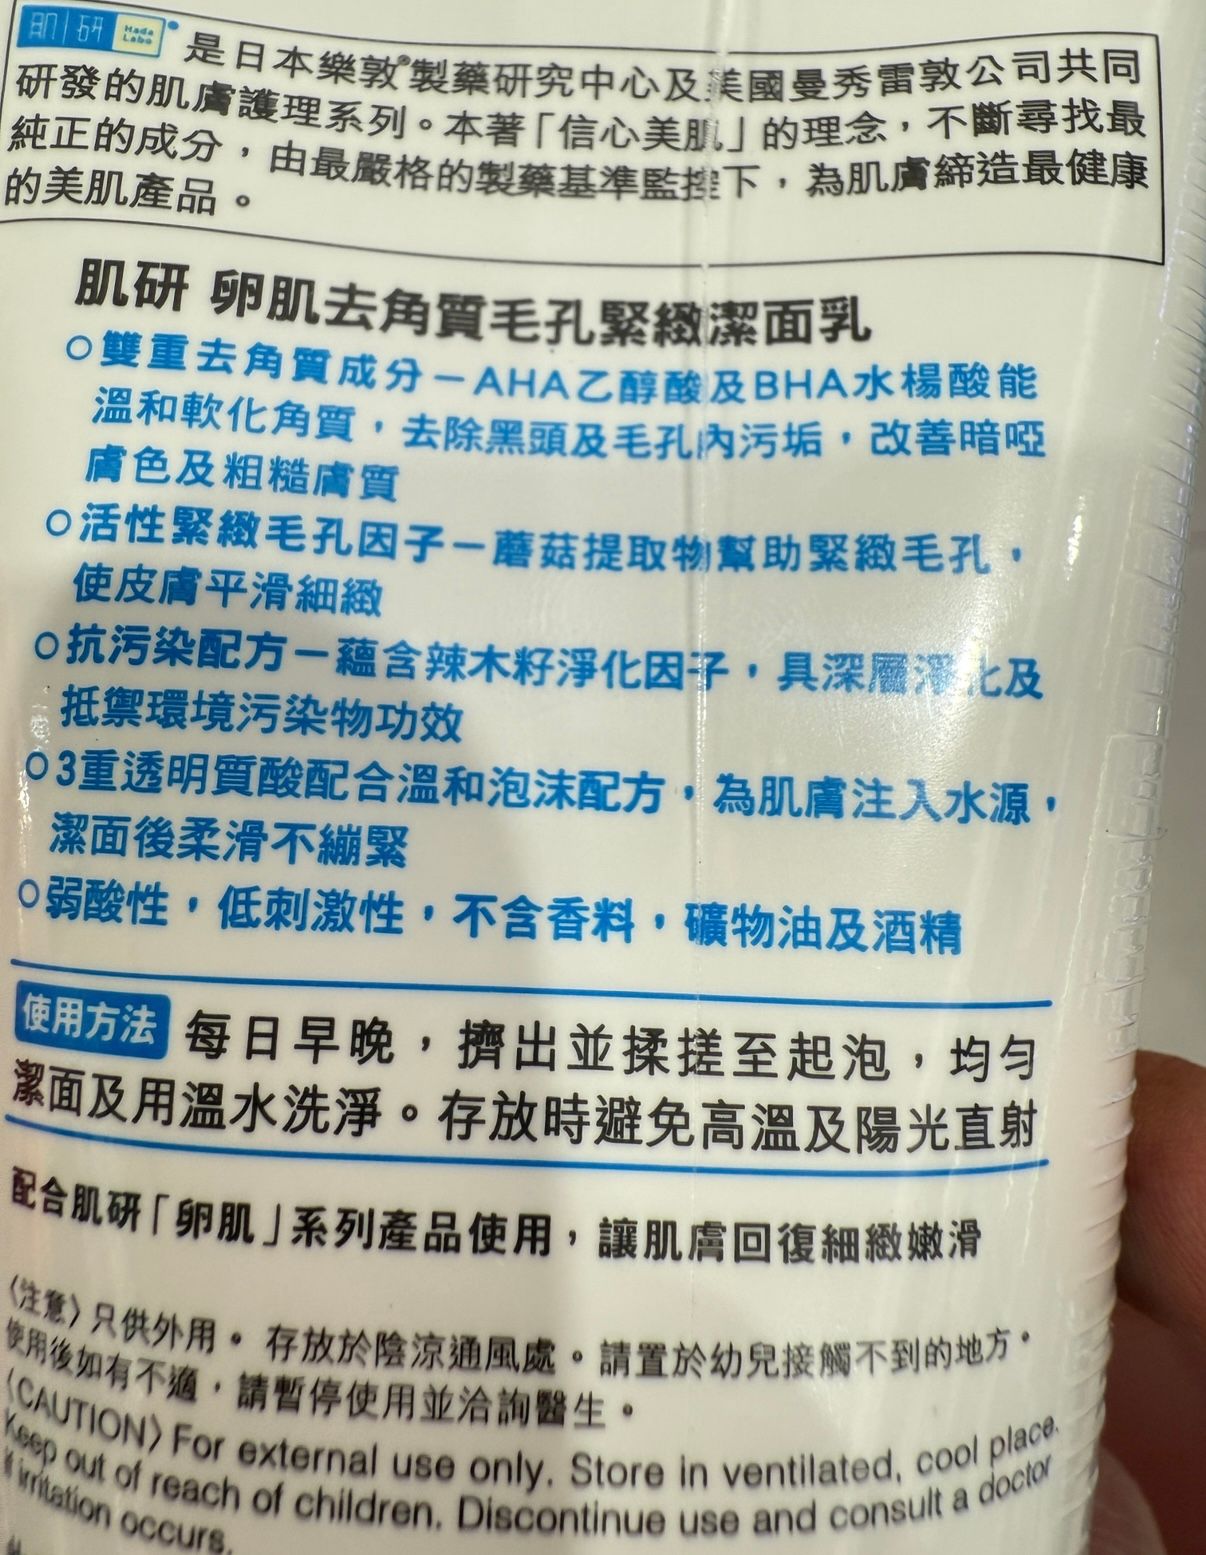 肌研 Hada Labo 是日本樂敦®製藥研究中心及美國曼秀雷敦公司共同
研發的肌膚護理系列。本著「信心美肌」的理念，不斷尋找最
純正的成分，由最嚴格的製藥基準監控下，為肌膚締造最健康
的美肌產品。
肌研 卵肌去角質毛孔緊緻潔面乳
○雙重去角質成分－AHA乙醇酸及BHA水楊酸能
溫和軟化角質，去除黑頭及毛孔內污垢，改善暗啞
膚色及粗糙膚質
○活性緊緻毛孔因子－蘑菇提取物幫助緊緻毛孔，
使皮膚平滑細緻
○抗污染配方－蘊含辣木籽淨化因子，具深層淨化及
抵禦環境污染物功效
○3重透明質酸配合溫和泡沫配方，為肌膚注入水源，
潔面後柔滑不繃緊
○弱酸性，低刺激性，不含香料，礦物油及酒精
使用方法 每日早晚，擠出並揉搓至起泡，均勻
潔面及用溫水洗淨。存放時避免高溫及陽光直射
配合肌研「卵肌」系列產品使用，讓肌膚回復細緻嫩滑
〈注意〉只供外用。存放於陰涼通風處。請置於幼兒接觸不到的地方。
使用後如有不適，請暫停使用並洽詢醫生。
〈CAUTION〉For external use only. Store in ventilated, cool place.
Keep out of reach of children. Discontinue use and consult a doctor
if irritation occurs.